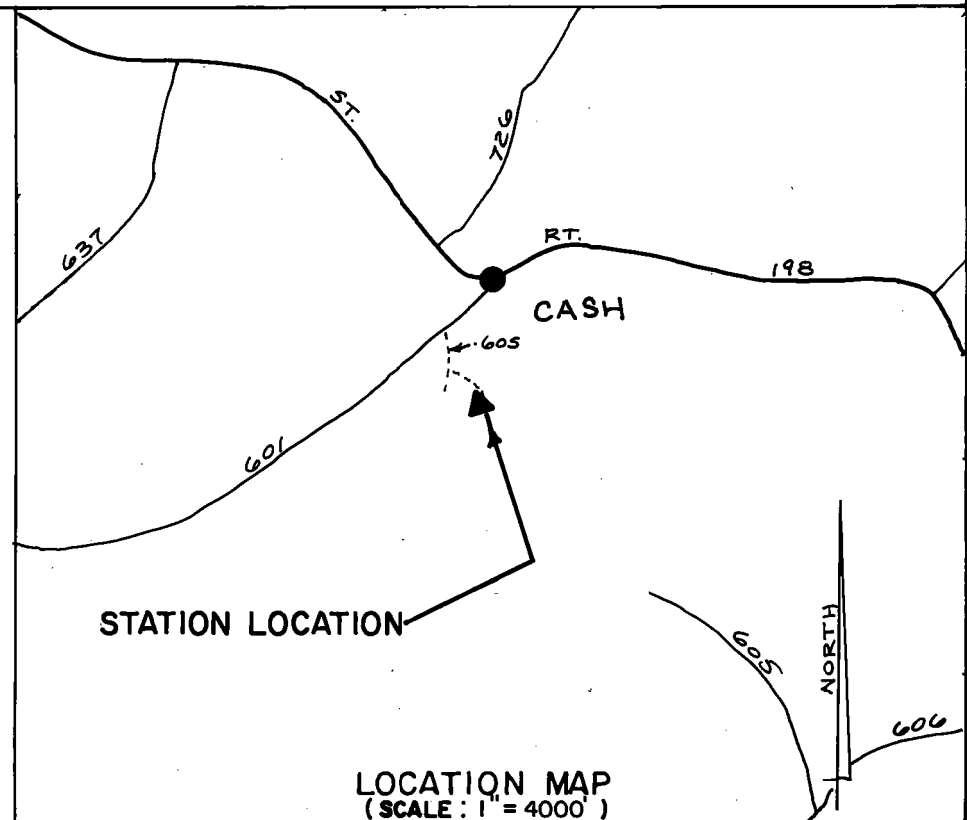 ST.
726
637
RT.
198
CASH
605
601
STATION LOCATION
605
NORTH
606
LOCATION MAP
(SCALE: 1" = 4000')